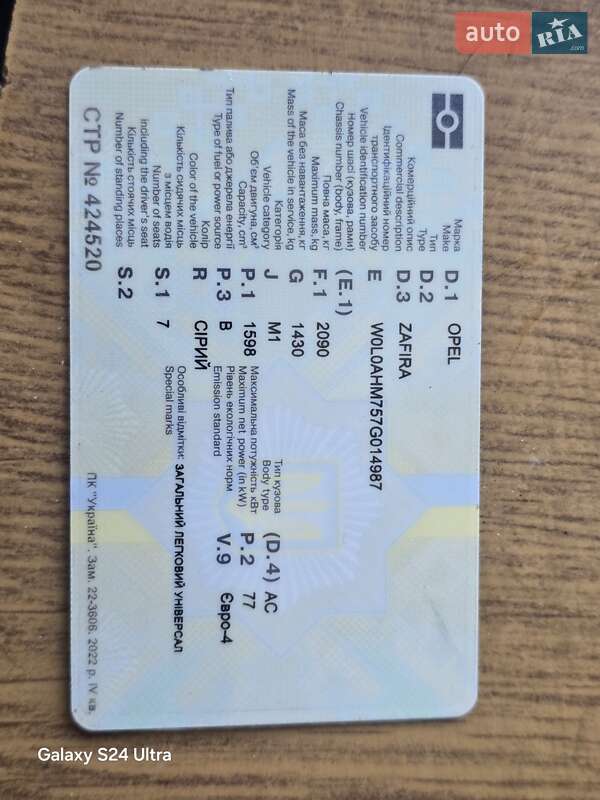 auto RIA .com
Марка
Make
D.1 OPEL
Тип
Type
D.2
Комерційний опис
Commercial description
D.3 ZAFIRA
Ідентифікаційний номер
транспортного засобу
Vehicle identification number
E W0L0AHM757G014987
Номер шасі (кузова, рами)
Chassis number (body, frame)
(E.1)
Повна маса, кг
Maximum mass, kg
F.1 2090
Маса без навантаження, кг
Mass of the vehicle in service, kg
G 1430
Категорія
Vehicle category
J M1
Тип кузова
Body type
(D.4) AC
Об'єм двигуна, см³
Capacity, cm³
P.1 1598
Максимальна потужність кВт
Maximum net power (in kW)
P.2 77
Тип палива або джерела енергії
Type of fuel or power source
P.3 B
Рівень екологічних норм
Emission standard
V.9 Євро-4
Колір
Color of the vehicle
R СІРИЙ
Кількість сидячих місць
з місцем водія
Number of seats
including the driver's seat
S.1 7
Особливі відмітки: ЗАГАЛЬНИЙ ЛЕГКОВИЙ УНІВЕРСАЛ
Special marks
Кількість стоячих місць
Number of standing places
S.2
СТР № 424520
ПК "Україна". Зам. 22-3606. 2022 р. IV кв.
Galaxy S24 Ultra